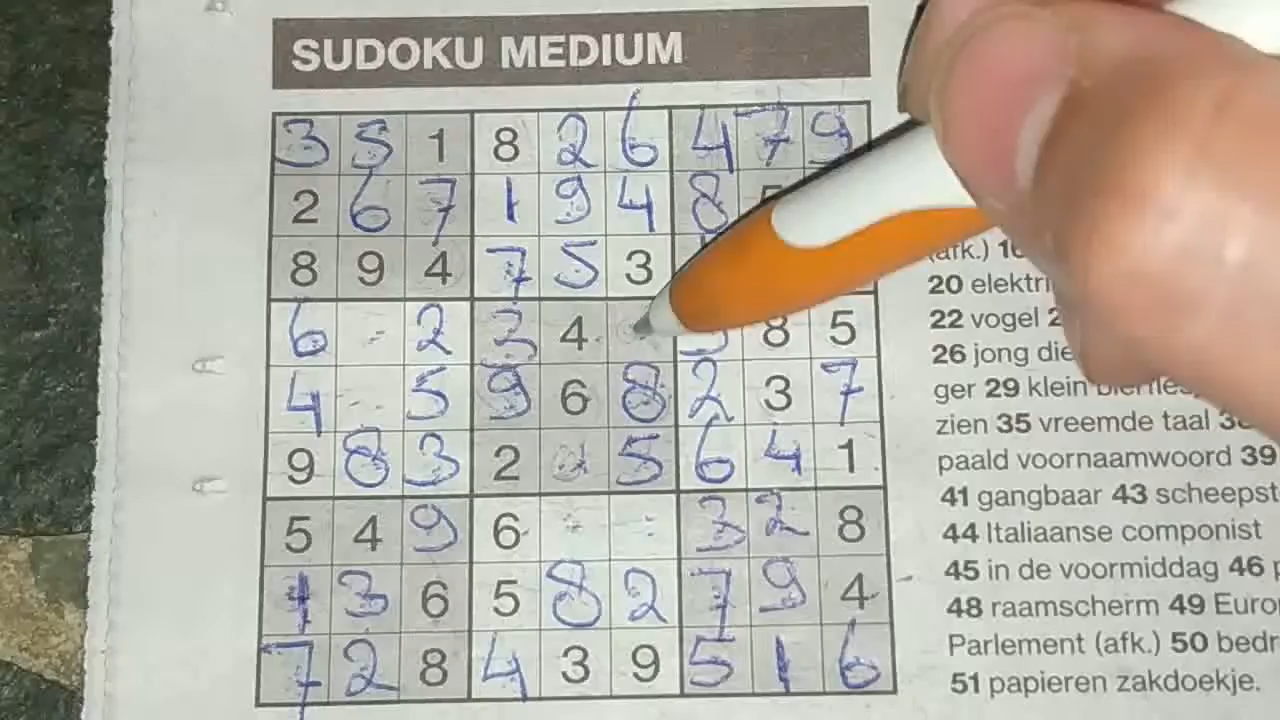 SUDOKU MEDIUM
3 5 1 8 2 6 4 7 9
2 6 7 1 9 4 8
8 9 4 7 5 3
6 2 3 4 8 5
4 5 9 6 8 2 3 7
9 8 3 2 5 6 4 1
5 4 9 6 3 2 8
1 3 6 5 8 2 7 9 4
7 2 8 4 3 9 5 1 6
(afk.)
20
22 vogel
26 jong
ger 29 klein
zien 35 vreemde taal
paald voornaamwoord 39
41 gangbaar 43
44 Italiaanse componist
45 in de voormiddag 46
48 raamscherm 49
Parlement (afk.) 50
51 papieren zakdoekje.